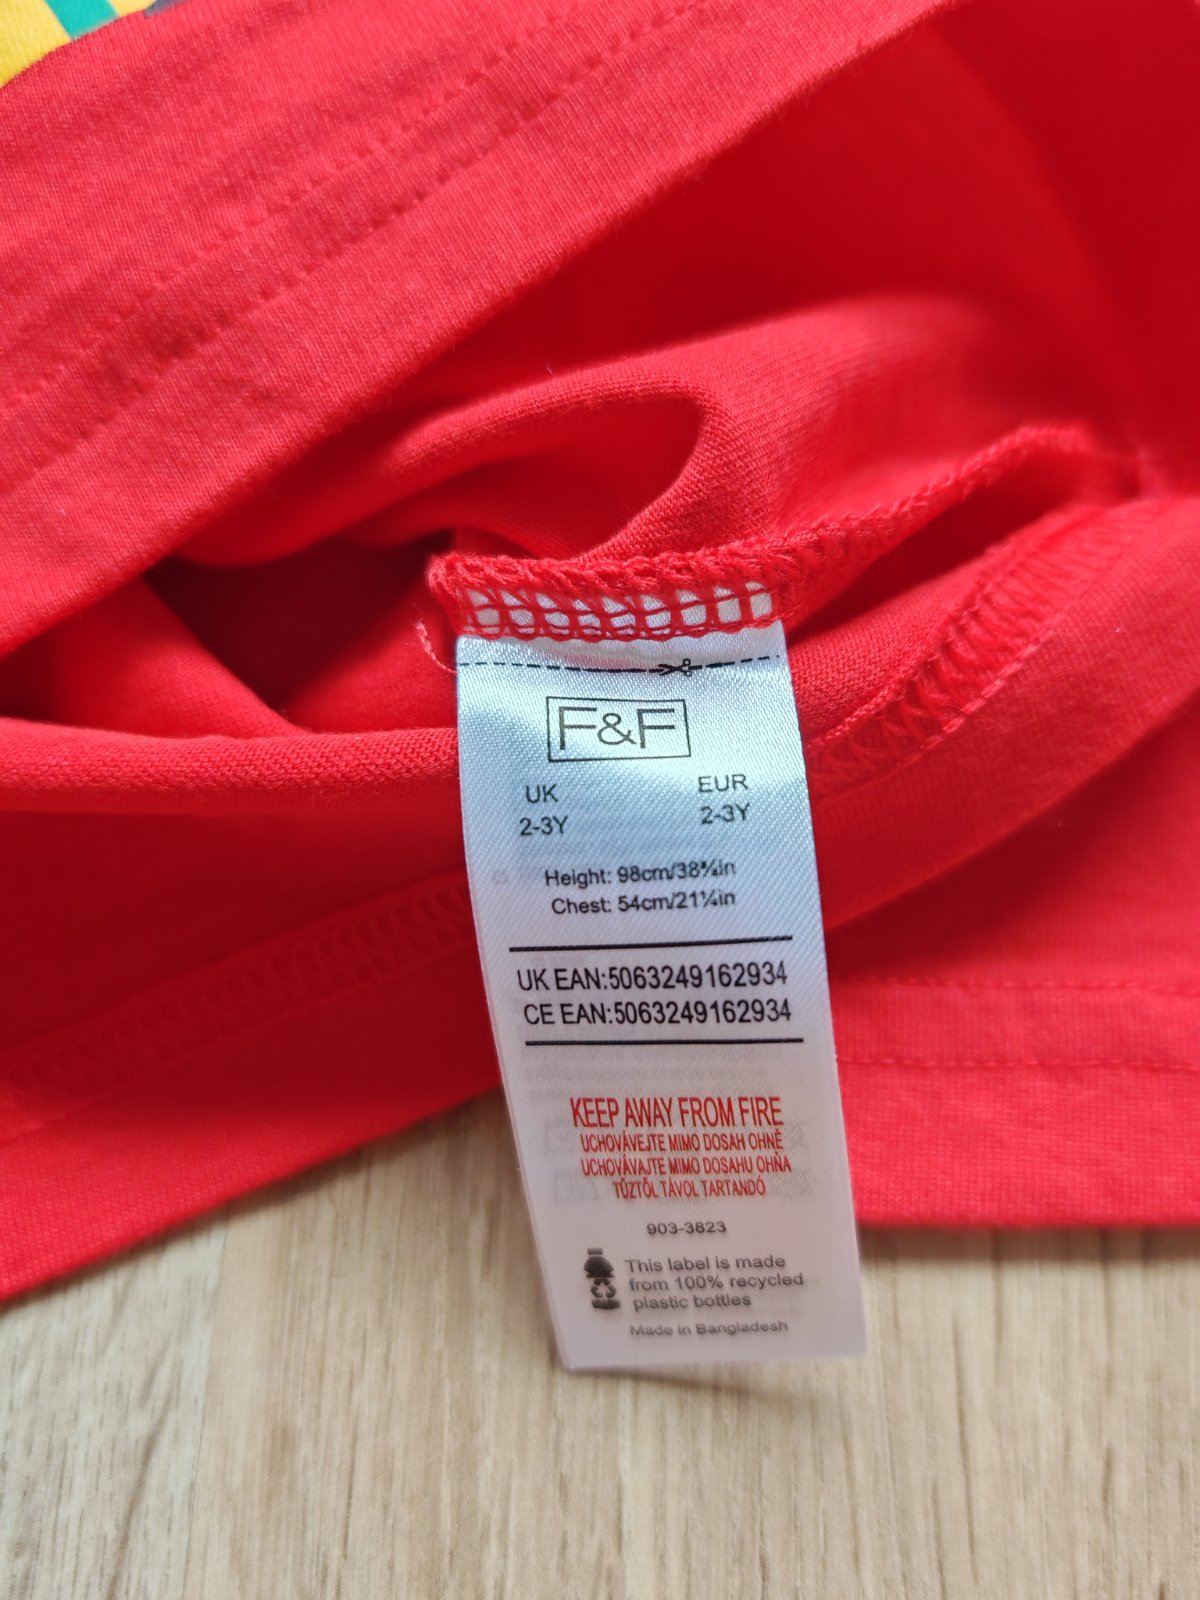 F&F
UK EUR
2-3Y 2-3Y
Height: 98cm/38⅝in
Chest: 54cm/21¼in
UK EAN:5063249162934
CE EAN:5063249162934
KEEP AWAY FROM FIRE
UCHOVÁVEJTE MIMO DOSAH OHNĚ
UCHOVÁVAJTE MIMO DOSAHU OHŇA
TŰZTŐL TÁVOL TARTANDÓ
903-3823
This label is made
from 100% recycled
plastic bottles
Made in Bangladesh